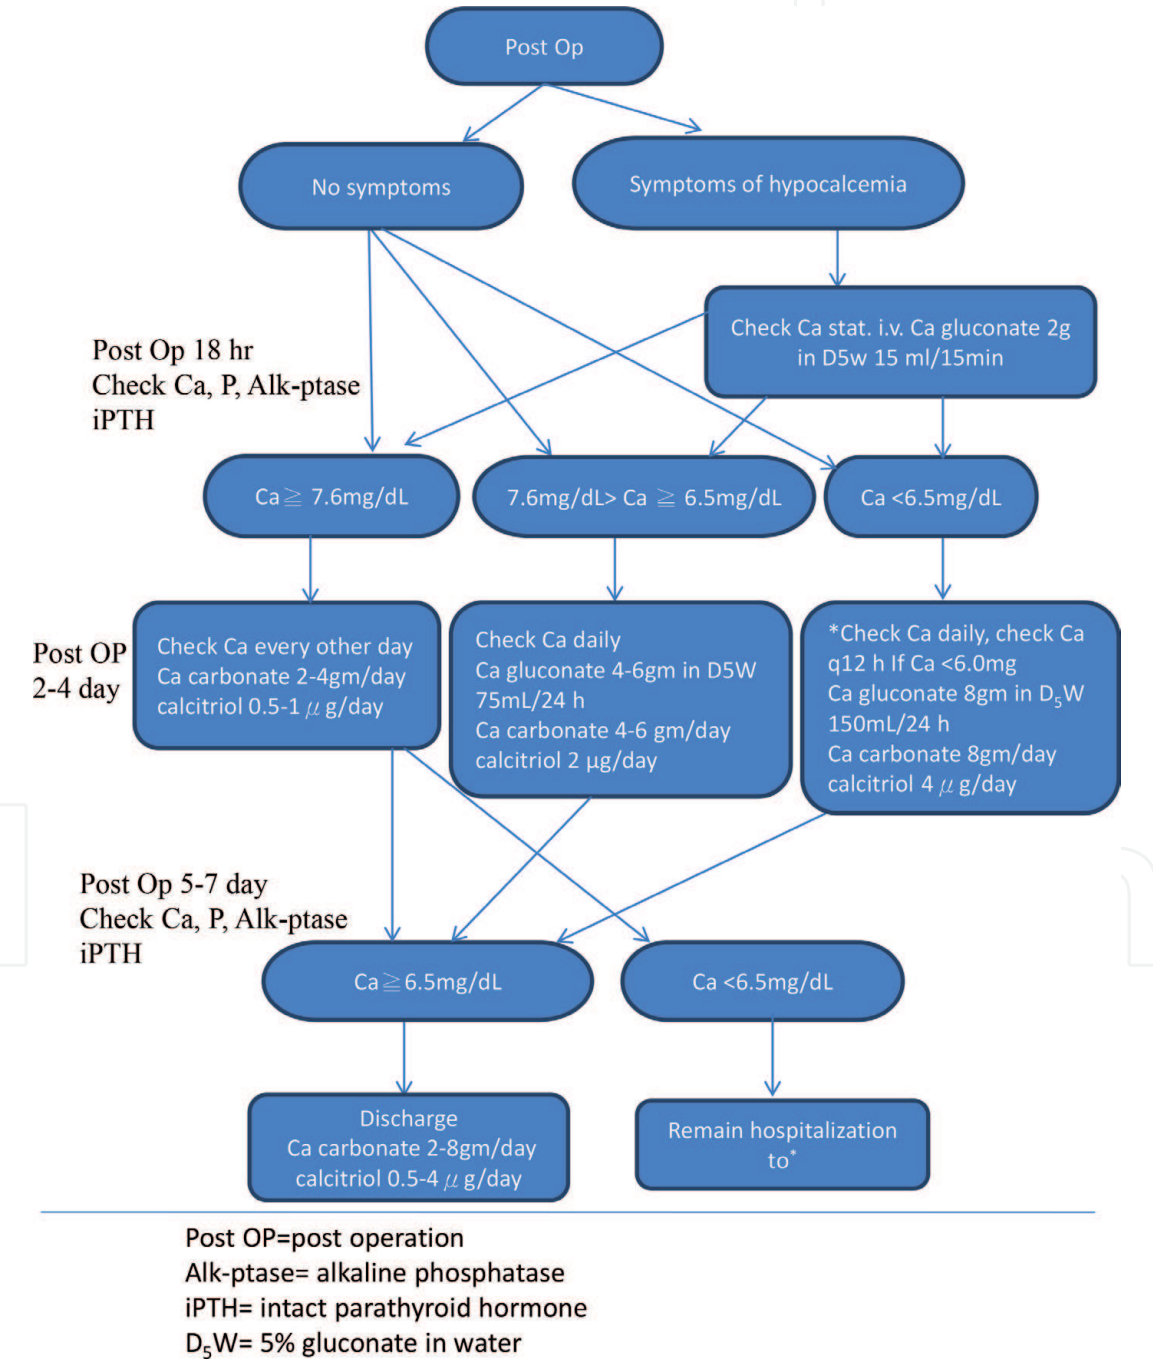 Post Op
No symptoms
Symptoms of hypocalcemia
Check Ca stat. i.v. Ca gluconate 2g
in D5w 15 ml/15min
Post Op 18 hr
Check Ca, P, Alk-ptase
iPTH
Ca≧ 7.6mg/dL
7.6mg/dL> Ca ≧ 6.5mg/dL
Ca <6.5mg/dL
Post OP
2-4 day
Check Ca every other day
Ca carbonate 2-4gm/day
calcitriol 0.5-1 μ g/day
Check Ca daily
Ca gluconate 4-6gm in D5W
75mL/24 h
Ca carbonate 4-6 gm/day
calcitriol 2 μg/day
*Check Ca daily, check Ca
q12 h If Ca <6.0mg
Ca gluconate 8gm in D₅W
150mL/24 h
Ca carbonate 8gm/day
calcitriol 4 μ g/day
Post Op 5-7 day
Check Ca, P, Alk-ptase
iPTH
Ca≧6.5mg/dL
Ca <6.5mg/dL
Discharge
Ca carbonate 2-8gm/day
calcitriol 0.5-4 μ g/day
Remain hospitalization
to*
Post OP=post operation
Alk-ptase= alkaline phosphatase
iPTH= intact parathyroid hormone
D₅W= 5% gluconate in water